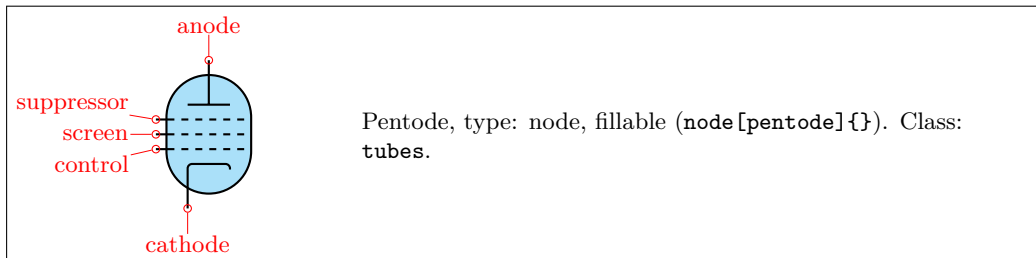 anode
suppressor
screen
control
cathode
Pentode, type: node, fillable (node[pentode]{}). Class:
tubes.